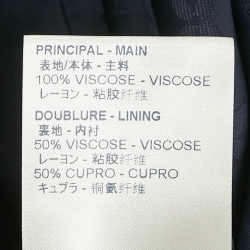 PRINCIPAL - MAIN
表地/本体 - 主料
100% VISCOSE - VISCOSE
レーヨン - 粘胶纤维
DOUBLURE - LINING
裏地 - 内衬
50% VISCOSE - VISCOSE
レーヨン - 粘胶纤维
50% CUPRO - CUPRO
キュプラ - 铜氨纤维